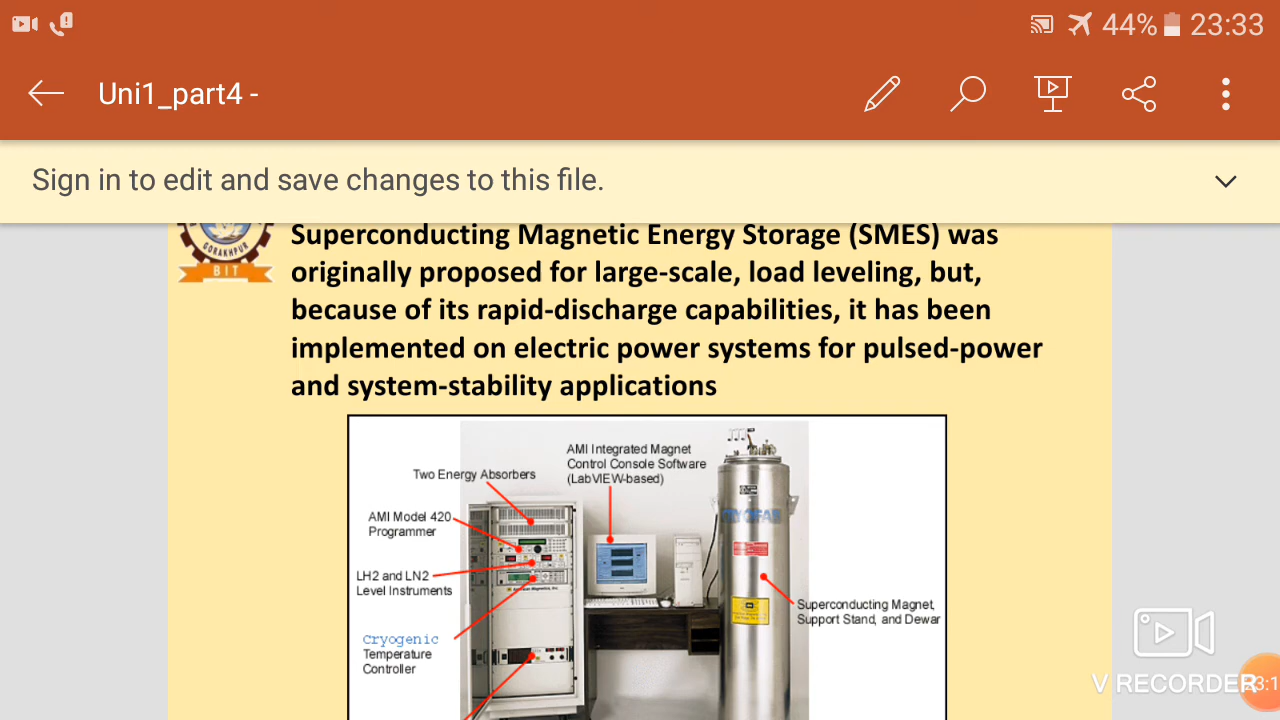 44% 23:33
Uni1_part4 -
Sign in to edit and save changes to this file.
GORAKHPUR
BIT
Superconducting Magnetic Energy Storage (SMES) was
originally proposed for large-scale, load leveling, but,
because of its rapid-discharge capabilities, it has been
implemented on electric power systems for pulsed-power
and system-stability applications
AMI Integrated Magnet
Control Console Software
(LabVIEW-based)
Two Energy Absorbers
AMI Model 420
Programmer
LH2 and LN2
Level Instruments
Cryogenic
Temperature
Controller
Superconducting Magnet,
Support Stand, and Dewar
V RECORDER